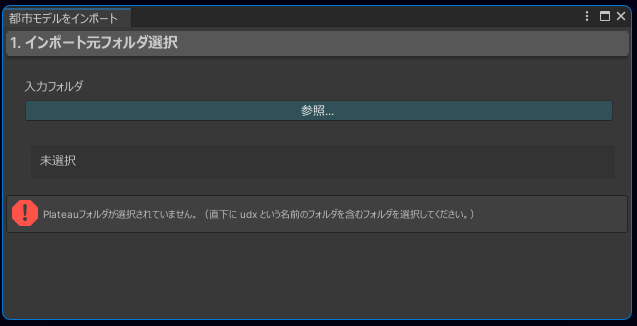 都市モデルをインポート
1. インポート元フォルダ選択
入力フォルダ
参照...
未選択
Plateauフォルダが選択されていません。（直下に udx という名前のフォルダを含むフォルダを選択してください。）